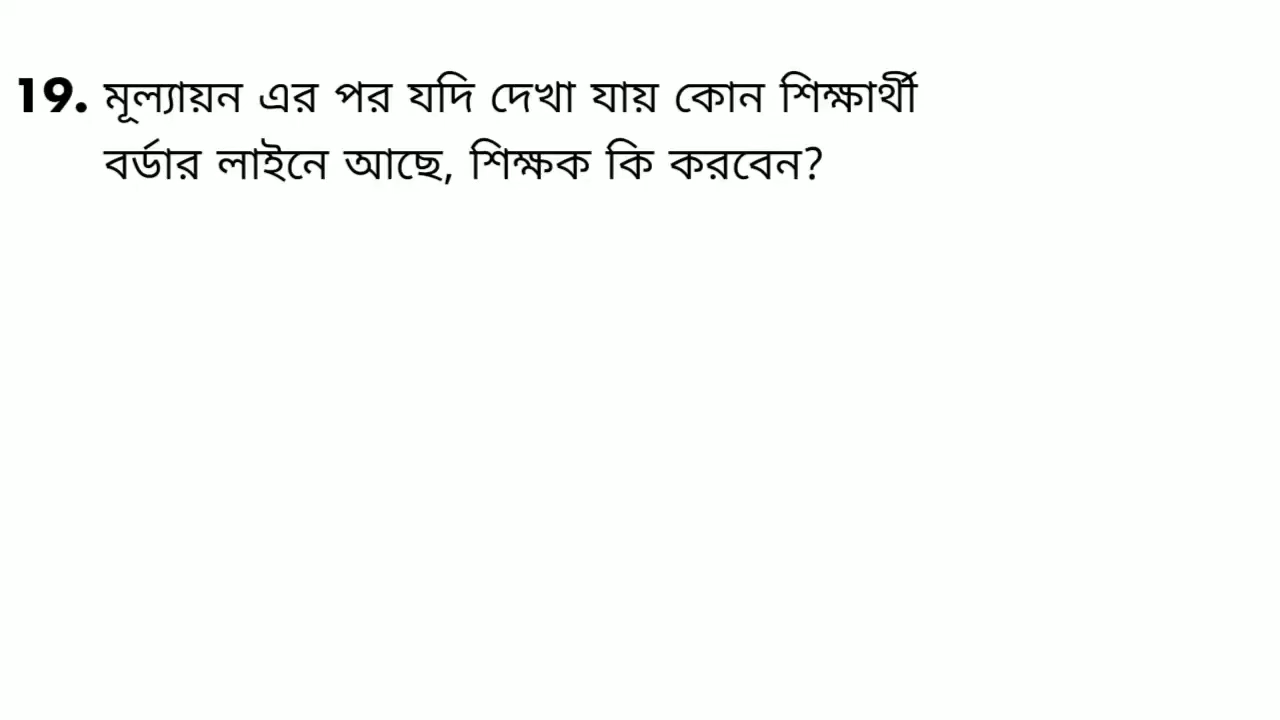 19. মূল্যায়ন এর পর যদি দেখা যায় কোন শিক্ষার্থী
বর্ডার লাইনে আছে, শিক্ষক কি করবেন?